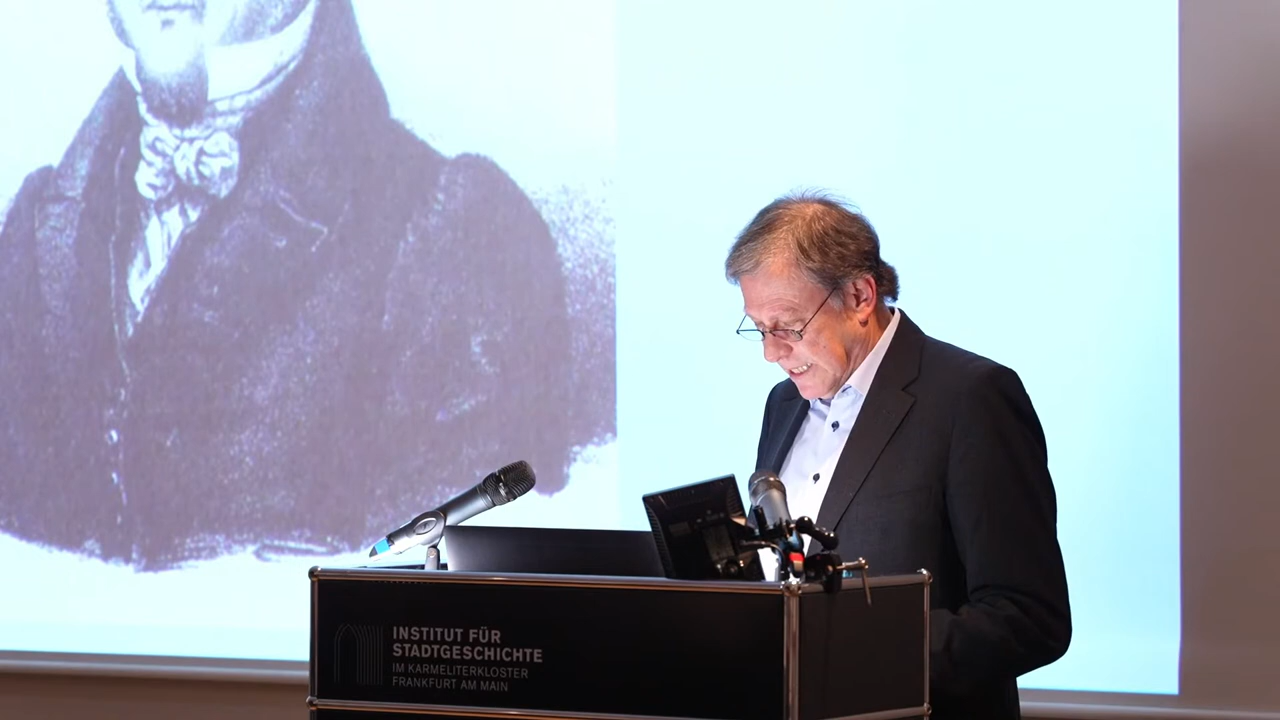 INSTITUT FÜR
STADTGESCHICHTE
IM KARMELITERKLOSTER
FRANKFURT AM MAIN